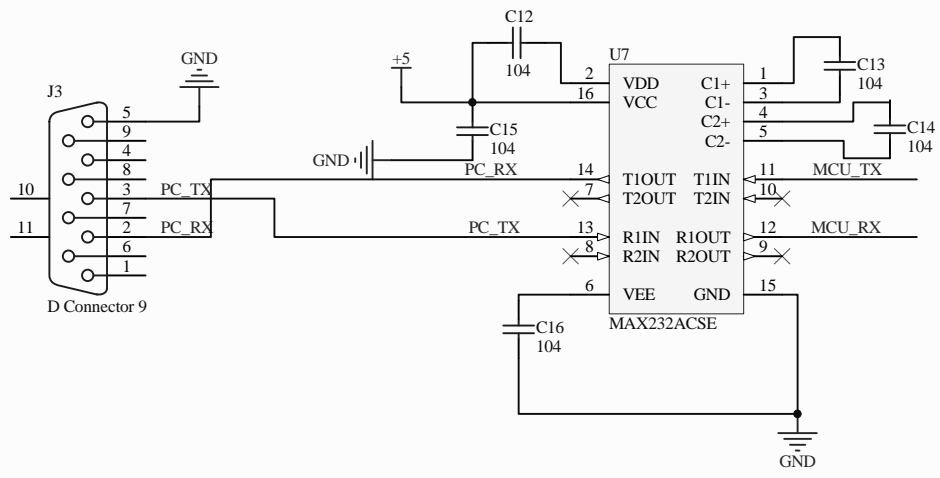 C12
104
+5
GND
J3
5
9
4
8
3
7
2
6
1
10
11
PC_TX
PC_RX
D Connector 9
C15
104
GND
PC_RX
PC_TX
U7
2
VDD
16
VCC
14
T1OUT
7
T2OUT
13
R1IN
8
R2IN
6
VEE
C1+
1
C1-
3
C2+
4
C2-
5
T1IN
11
MCU_TX
T2IN
10
R1OUT
12
MCU_RX
R2OUT
9
GND
15
MAX232ACSE
C13
104
C14
104
C16
104
GND